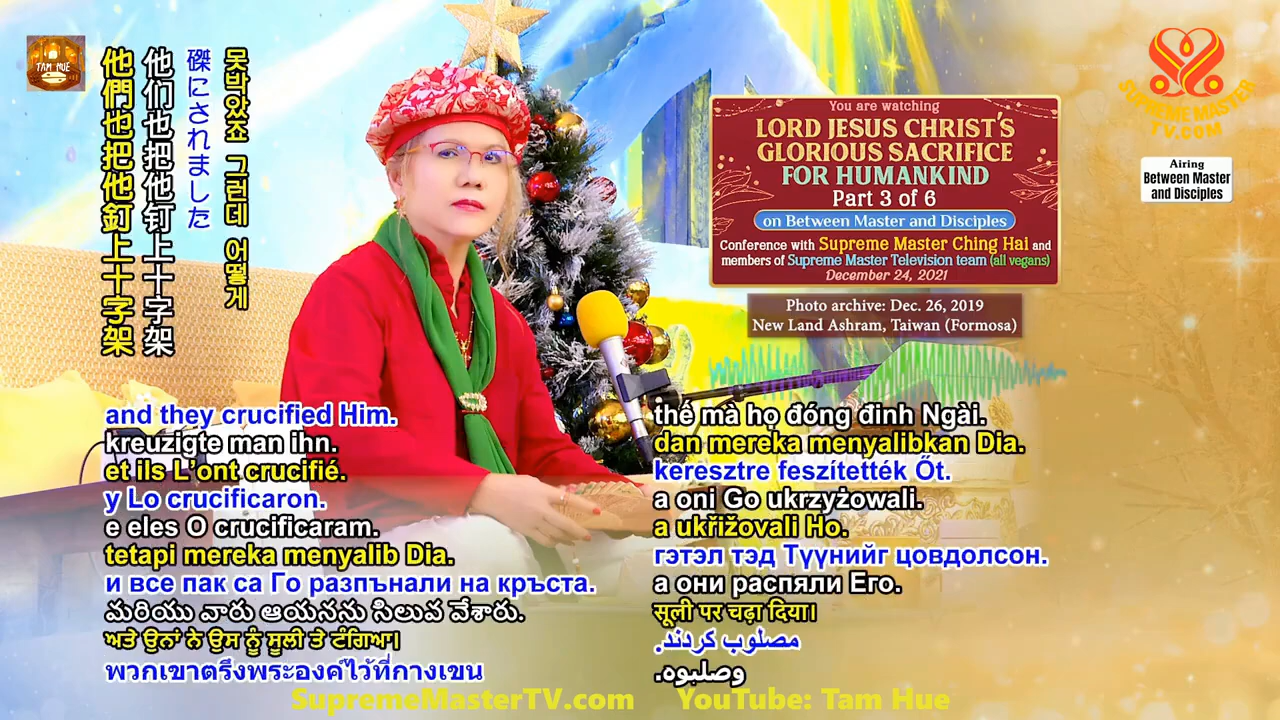 TAM HUE
他們也把他釘上十字架
他们也把他钉上十字架
磔にされました
못박았죠 그런데 어떻게
You are watching
LORD JESUS CHRIST'S
GLORIOUS SACRIFICE
FOR HUMANKIND
Part 3 of 6
on Between Master and Disciples
Conference with Supreme Master Ching Hai and
members of Supreme Master Television team (all vegans)
December 24, 2021
Photo archive: Dec. 26, 2019
New Land Ashram, Taiwan (Formosa)
SUPREME MASTER
TV.COM
Airing
Between Master
and Disciples
and they crucified Him.
kreuzigte man ihn.
et ils L'ont crucifié.
y Lo crucificaron.
e eles O crucificaram.
tetapi mereka menyalib Dia.
и все пак са Го разпънали на кръста.
మరియు వారు ఆయనను సిలువ వేశారు.
ਅਤੇ ਉਨਾਂ ਨੇ ਉਸ ਨੂੰ ਸੂਲੀ ਤੇ ਟੰਗਿਆ।
พวกเขาตรึงพระองค์ไว้ที่กางเขน
thế mà họ đóng đinh Ngài.
dan mereka menyalibkan Dia.
keresztre feszítették Őt.
a oni Go ukrzyżowali.
a ukřižovali Ho.
гэтэл тэд Түүнийг цовдолсон.
а они распяли Его.
सूली पर चढ़ा दिया।
مصلوب کردند.
وصلبوه.
SupremeMasterTV.com
YouTube: Tam Hue